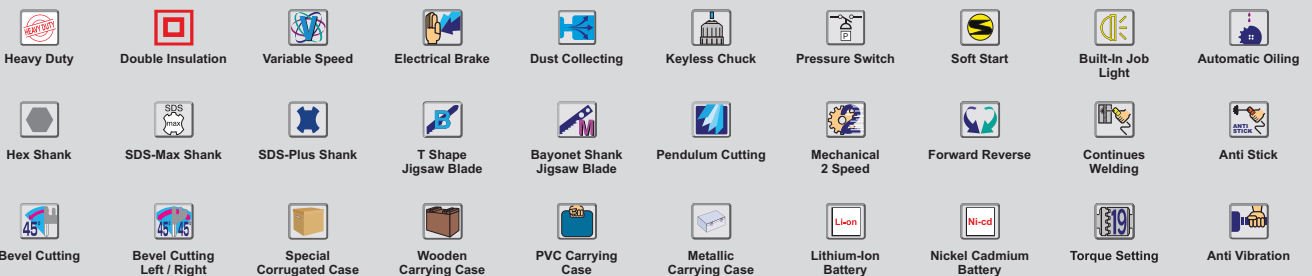 HEAVY DUTY
Heavy Duty
Double Insulation
V
Variable Speed
Electrical Brake
Dust Collecting
Keyless Chuck
P
Pressure Switch
S
Soft Start
Built-In Job
Light
Automatic Oiling
Hex Shank
SDS
max
SDS-Max Shank
SDS-Plus Shank
B
T Shape
Jigsaw Blade
M
Bayonet Shank
Jigsaw Blade
Pendulum Cutting
2
Mechanical
2 Speed
Forward Reverse
Continues
Welding
ANTI
STICK
Anti Stick
45°
Bevel Cutting
45° 45°
Bevel Cutting
Left / Right
Special
Corrugated Case
Wooden
Carrying Case
PVC Carrying
Case
Metallic
Carrying Case
Li-on
Lithium-Ion
Battery
Ni-cd
Nickel Cadmium
Battery
19
Torque Setting
Anti Vibration